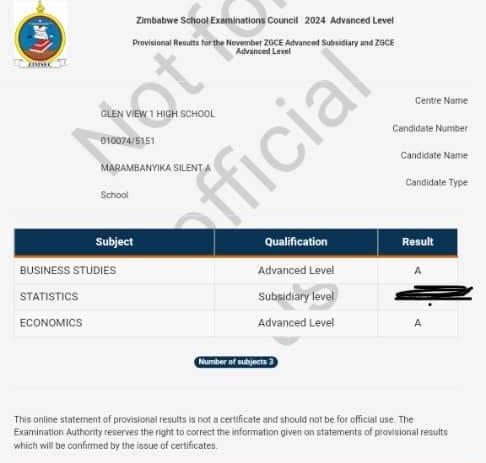 Zimbabwe School Examinations Council 2024 Advanced Level
Provisional Results for the November ZGCE Advanced Subsidiary and ZGCE
Advanced Level
ZIMSEC
Not for
official
Centre Name
GLEN VIEW 1 HIGH SCHOOL
Candidate Number
010074/5151
Candidate Name
MARAMBANYIKA SILENT A
Candidate Type
School
Subject Qualification Result
BUSINESS STUDIES Advanced Level A
STATISTICS Subsidiary level
ECONOMICS Advanced Level A
Number of subjects 3
This online statement of provisional results is not a certificate and should not be for official use. The
Examination Authority reserves the right to correct the information given on statements of provisional results
which will be confirmed by the issue of certificates.